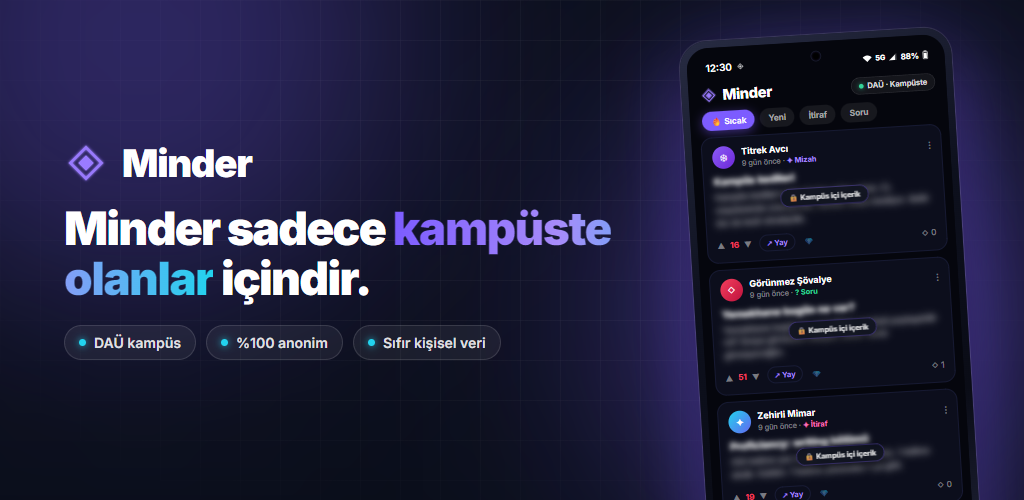 Minder
Minder sadece kampüste
olanlar içindir.
DAÜ kampüs
%100 anonim
Sıfır kişisel veri
12:30
5G
88%
Minder
DAÜ · Kampüste
Sıcak
Yeni
İtiraf
Soru
Titrek Avcı
9 gün önce · Mizah
Kampüs içi içerik
16
Yay
0
Görünmez Şövalye
9 gün önce · ? Soru
Kampüs içi içerik
51
Yay
1
Zehirli Mimar
9 gün önce · İtiraf
Kampüs içi içerik
19
Yay
0